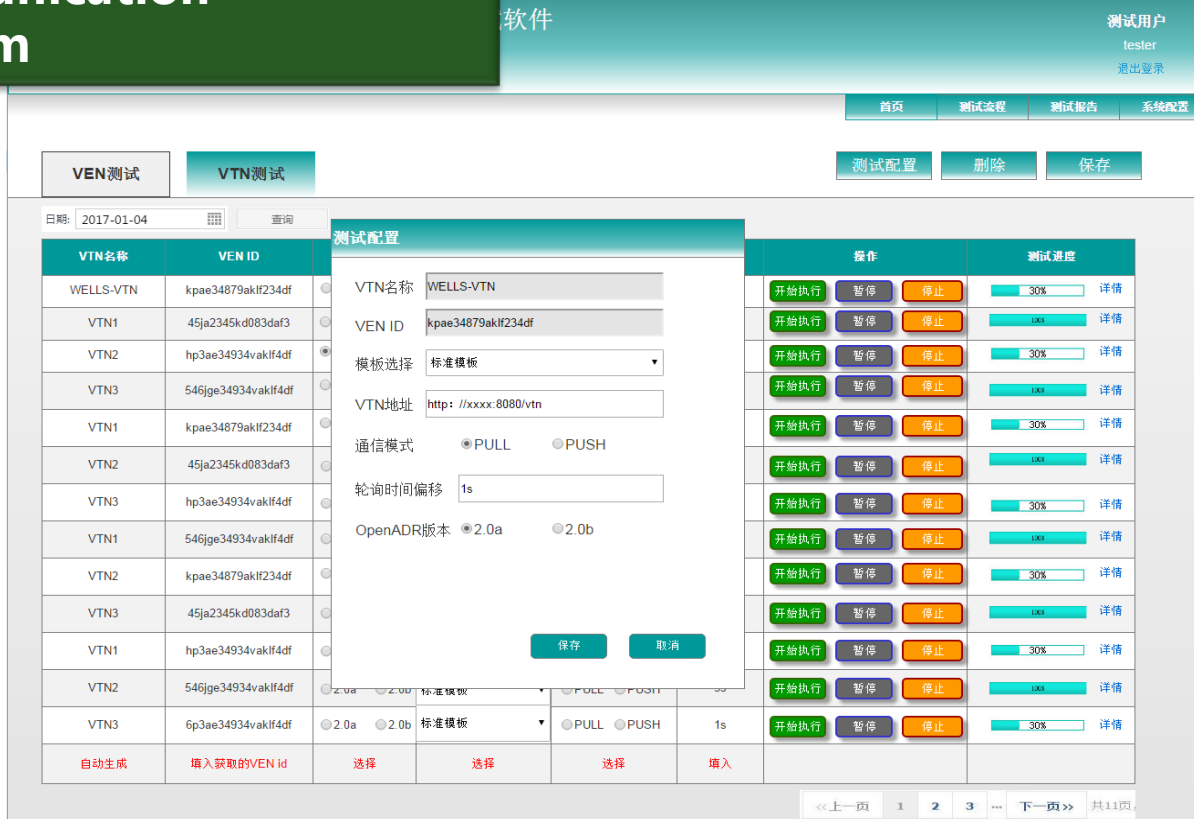 软件
测试用户
tester
退出登录
首页 测试流程 测试报告 系统配置
VEN测试 VTN测试 测试配置 删除 保存
日期: 2017-01-04 查询
VTN名称 VEN ID 操作 测试进度
WELLS-VTN kpae34879aklf234df 开始执行 暂停 停止 30% 详情
VTN1 45ja2345kd083daf3 开始执行 暂停 停止 100% 详情
VTN2 hp3ae34934vaklf4df 开始执行 暂停 停止 30% 详情
VTN3 546jge34934vaklf4df 开始执行 暂停 停止 100% 详情
VTN1 kpae34879aklf234df 开始执行 暂停 停止 30% 详情
VTN2 45ja2345kd083daf3 开始执行 暂停 停止 100% 详情
VTN3 hp3ae34934vaklf4df 开始执行 暂停 停止 30% 详情
VTN1 546jge34934vaklf4df 开始执行 暂停 停止 100% 详情
VTN2 kpae34879aklf234df 开始执行 暂停 停止 30% 详情
VTN3 45ja2345kd083daf3 开始执行 暂停 停止 100% 详情
VTN1 hp3ae34934vaklf4df 开始执行 暂停 停止 30% 详情
VTN2 546jge34934vaklf4df 2.0a 2.0b 标准模板 PULL PUSH 开始执行 暂停 停止 100% 详情
VTN3 6p3ae34934vaklf4df 2.0a 2.0b 标准模板 PULL PUSH 1s 开始执行 暂停 停止 30% 详情
自动生成 填入获取的VEN id 选择 选择 选择 填入
测试配置
VTN名称 WELLS-VTN
VEN ID kpae34879aklf234df
模板选择 标准模板
VTN地址 http: //xxxx:8080/vtn
通信模式 PULL PUSH
轮询时间偏移 1s
OpenADR版本 2.0a 2.0b
保存 取消
«上一页 1 2 3 ... 下一页» 共11页